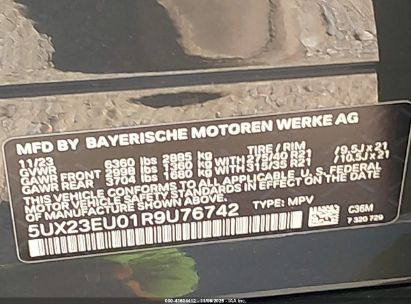 MFD BY BAYERISCHE MOTOREN WERKE AG
11/23 TIRE / RIM
GVWR 6360 lbs 2885 kg
GAWR FRONT 2994 lbs 1358 kg WITH 275/40 R21 / 9.5J x 21
GAWR REAR 3704 lbs 1680 kg WITH 315/35 R21 / 10.5J x 21
THIS VEHICLE CONFORMS TO ALL APPLICABLE U.S. FEDERAL
MOTOR VEHICLE SAFETY STANDARDS IN EFFECT ON THE DATE
OF MANUFACTURE SHOWN ABOVE.
5UX23EU01R9U76742 TYPE: MPV
C36M
7 320 729